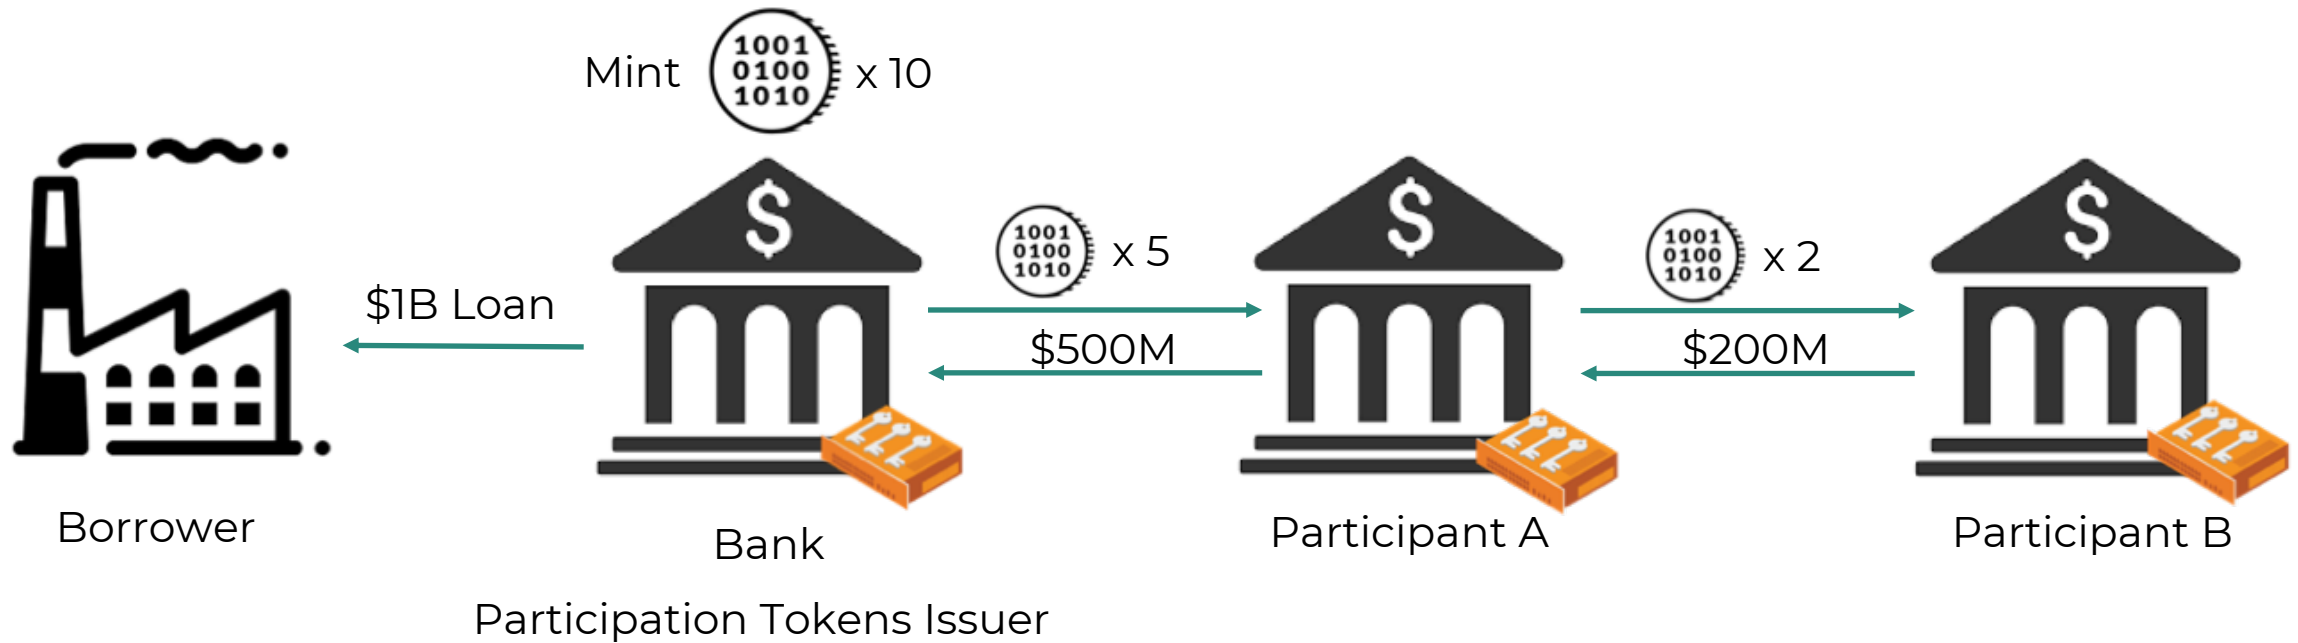 Mint
1001
0100
1010
x 10
$
$
$
1001
0100
1010
x 5
1001
0100
1010
x 2
$1B Loan
$500M
$200M
Borrower
Bank
Participant A
Participant B
Participation Tokens Issuer